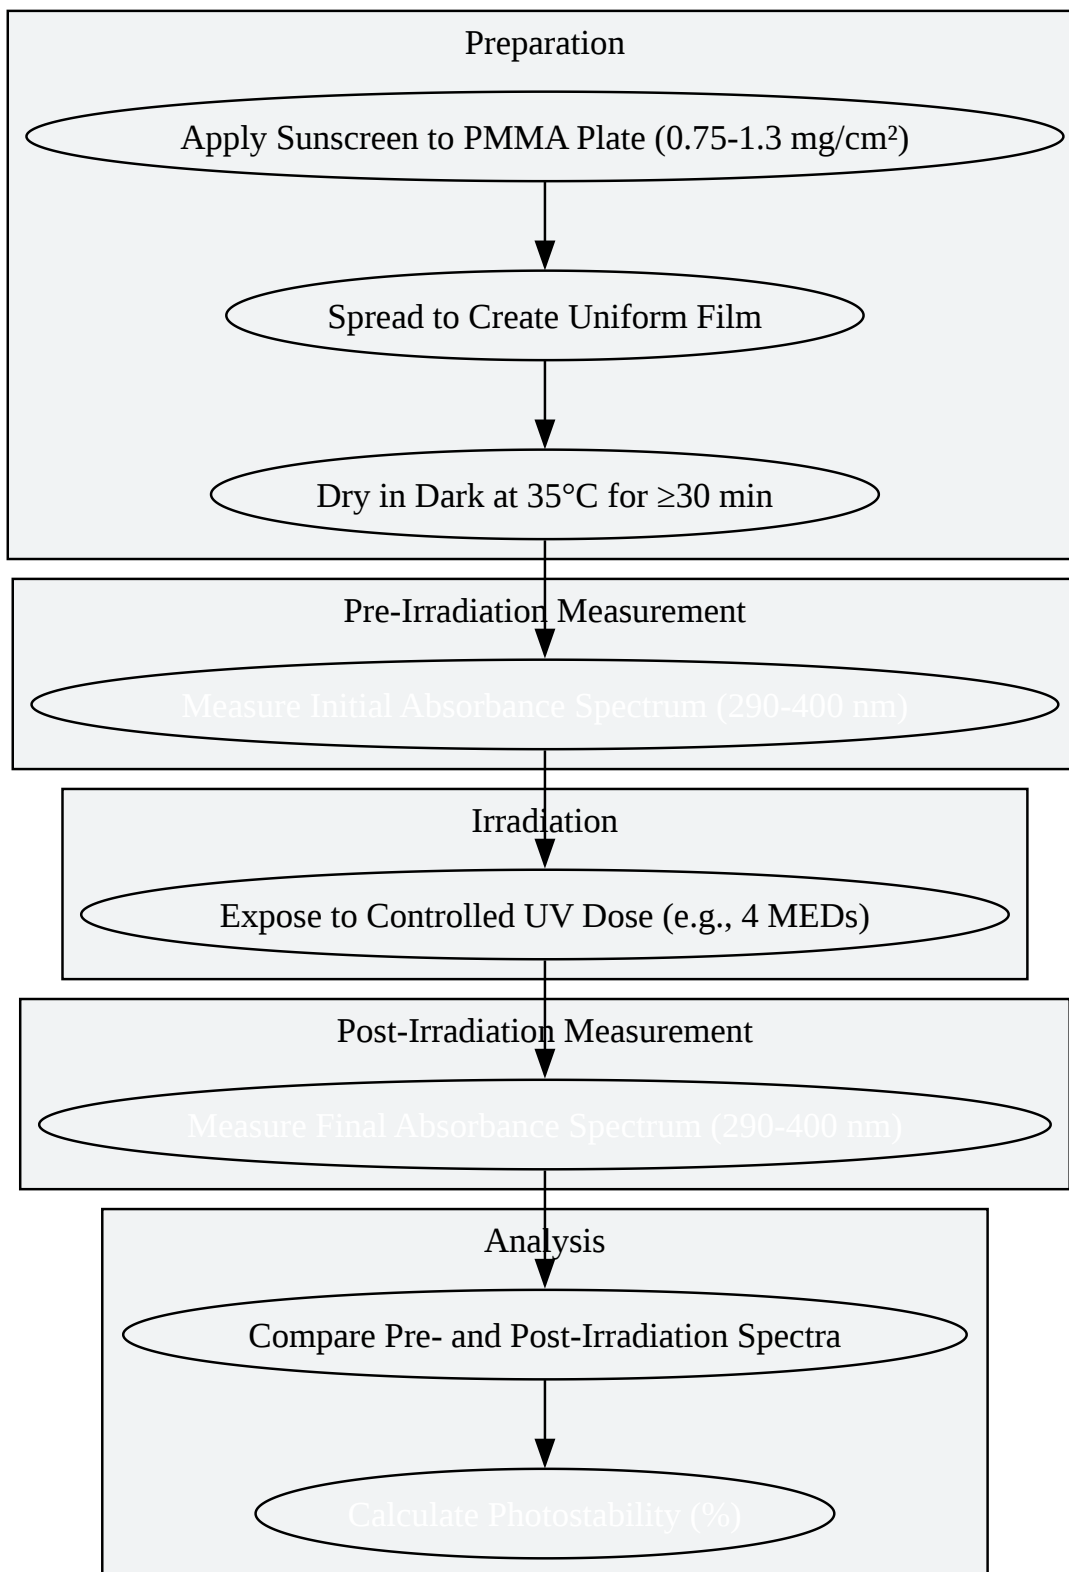 Preparation
Apply Sunscreen to PMMA Plate (0.75-1.3 mg/cm²)
Spread to Create Uniform Film
Dry in Dark at 35°C for ≥30 min
Pre-Irradiation Measurement
Measure Initial Absorbance Spectrum (290-400 nm)
Irradiation
Expose to Controlled UV Dose (e.g., 4 MEDs)
Post-Irradiation Measurement
Measure Final Absorbance Spectrum (290-400 nm)
Analysis
Compare Pre- and Post-Irradiation Spectra
Calculate Photostability (%)